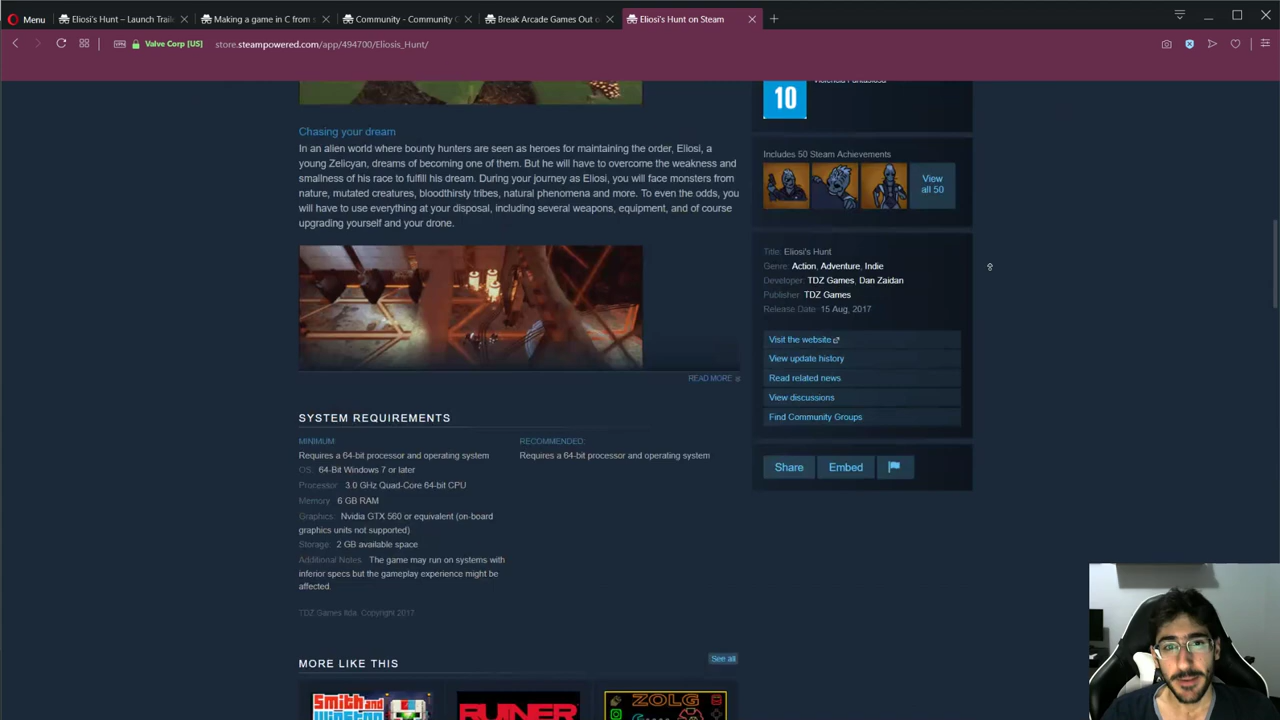 Menu
Eliosi's Hunt – Launch Trail
Making a game in C from s
Community - Community G
Break Arcade Games Out o
Eliosi's Hunt on Steam
VPN
Valve Corp [US]
store.steampowered.com/app/494700/Eliosis_Hunt/
Violência Fantasiosa
10
Chasing your dream
In an alien world where bounty hunters are seen as heroes for maintaining the order, Eliosi, a
young Zelicyan, dreams of becoming one of them. But he will have to overcome the weakness and
smallness of his race to fulfill his dream. During your journey as Eliosi, you will face monsters from
nature, mutated creatures, bloodthirsty tribes, natural phenomena and more. To even the odds, you
will have to use everything at your disposal, including several weapons, equipment, and of course
upgrading yourself and your drone.
READ MORE
SYSTEM REQUIREMENTS
MINIMUM:
Requires a 64-bit processor and operating system
OS: 64-Bit Windows 7 or later
Processor: 3.0 GHz Quad-Core 64-bit CPU
Memory: 6 GB RAM
Graphics: Nvidia GTX 560 or equivalent (on-board
graphics units not supported)
Storage: 2 GB available space
Additional Notes: The game may run on systems with
inferior specs but the gameplay experience might be
affected.
RECOMMENDED:
Requires a 64-bit processor and operating system
TDZ Games ltda. Copyright 2017
MORE LIKE THIS
See all
Smith and
Winston
RUINER
ZOLG
Includes 50 Steam Achievements
View
all 50
Title: Eliosi's Hunt
Genre: Action, Adventure, Indie
Developer: TDZ Games, Dan Zaidan
Publisher: TDZ Games
Release Date: 15 Aug, 2017
Visit the website
View update history
Read related news
View discussions
Find Community Groups
Share
Embed